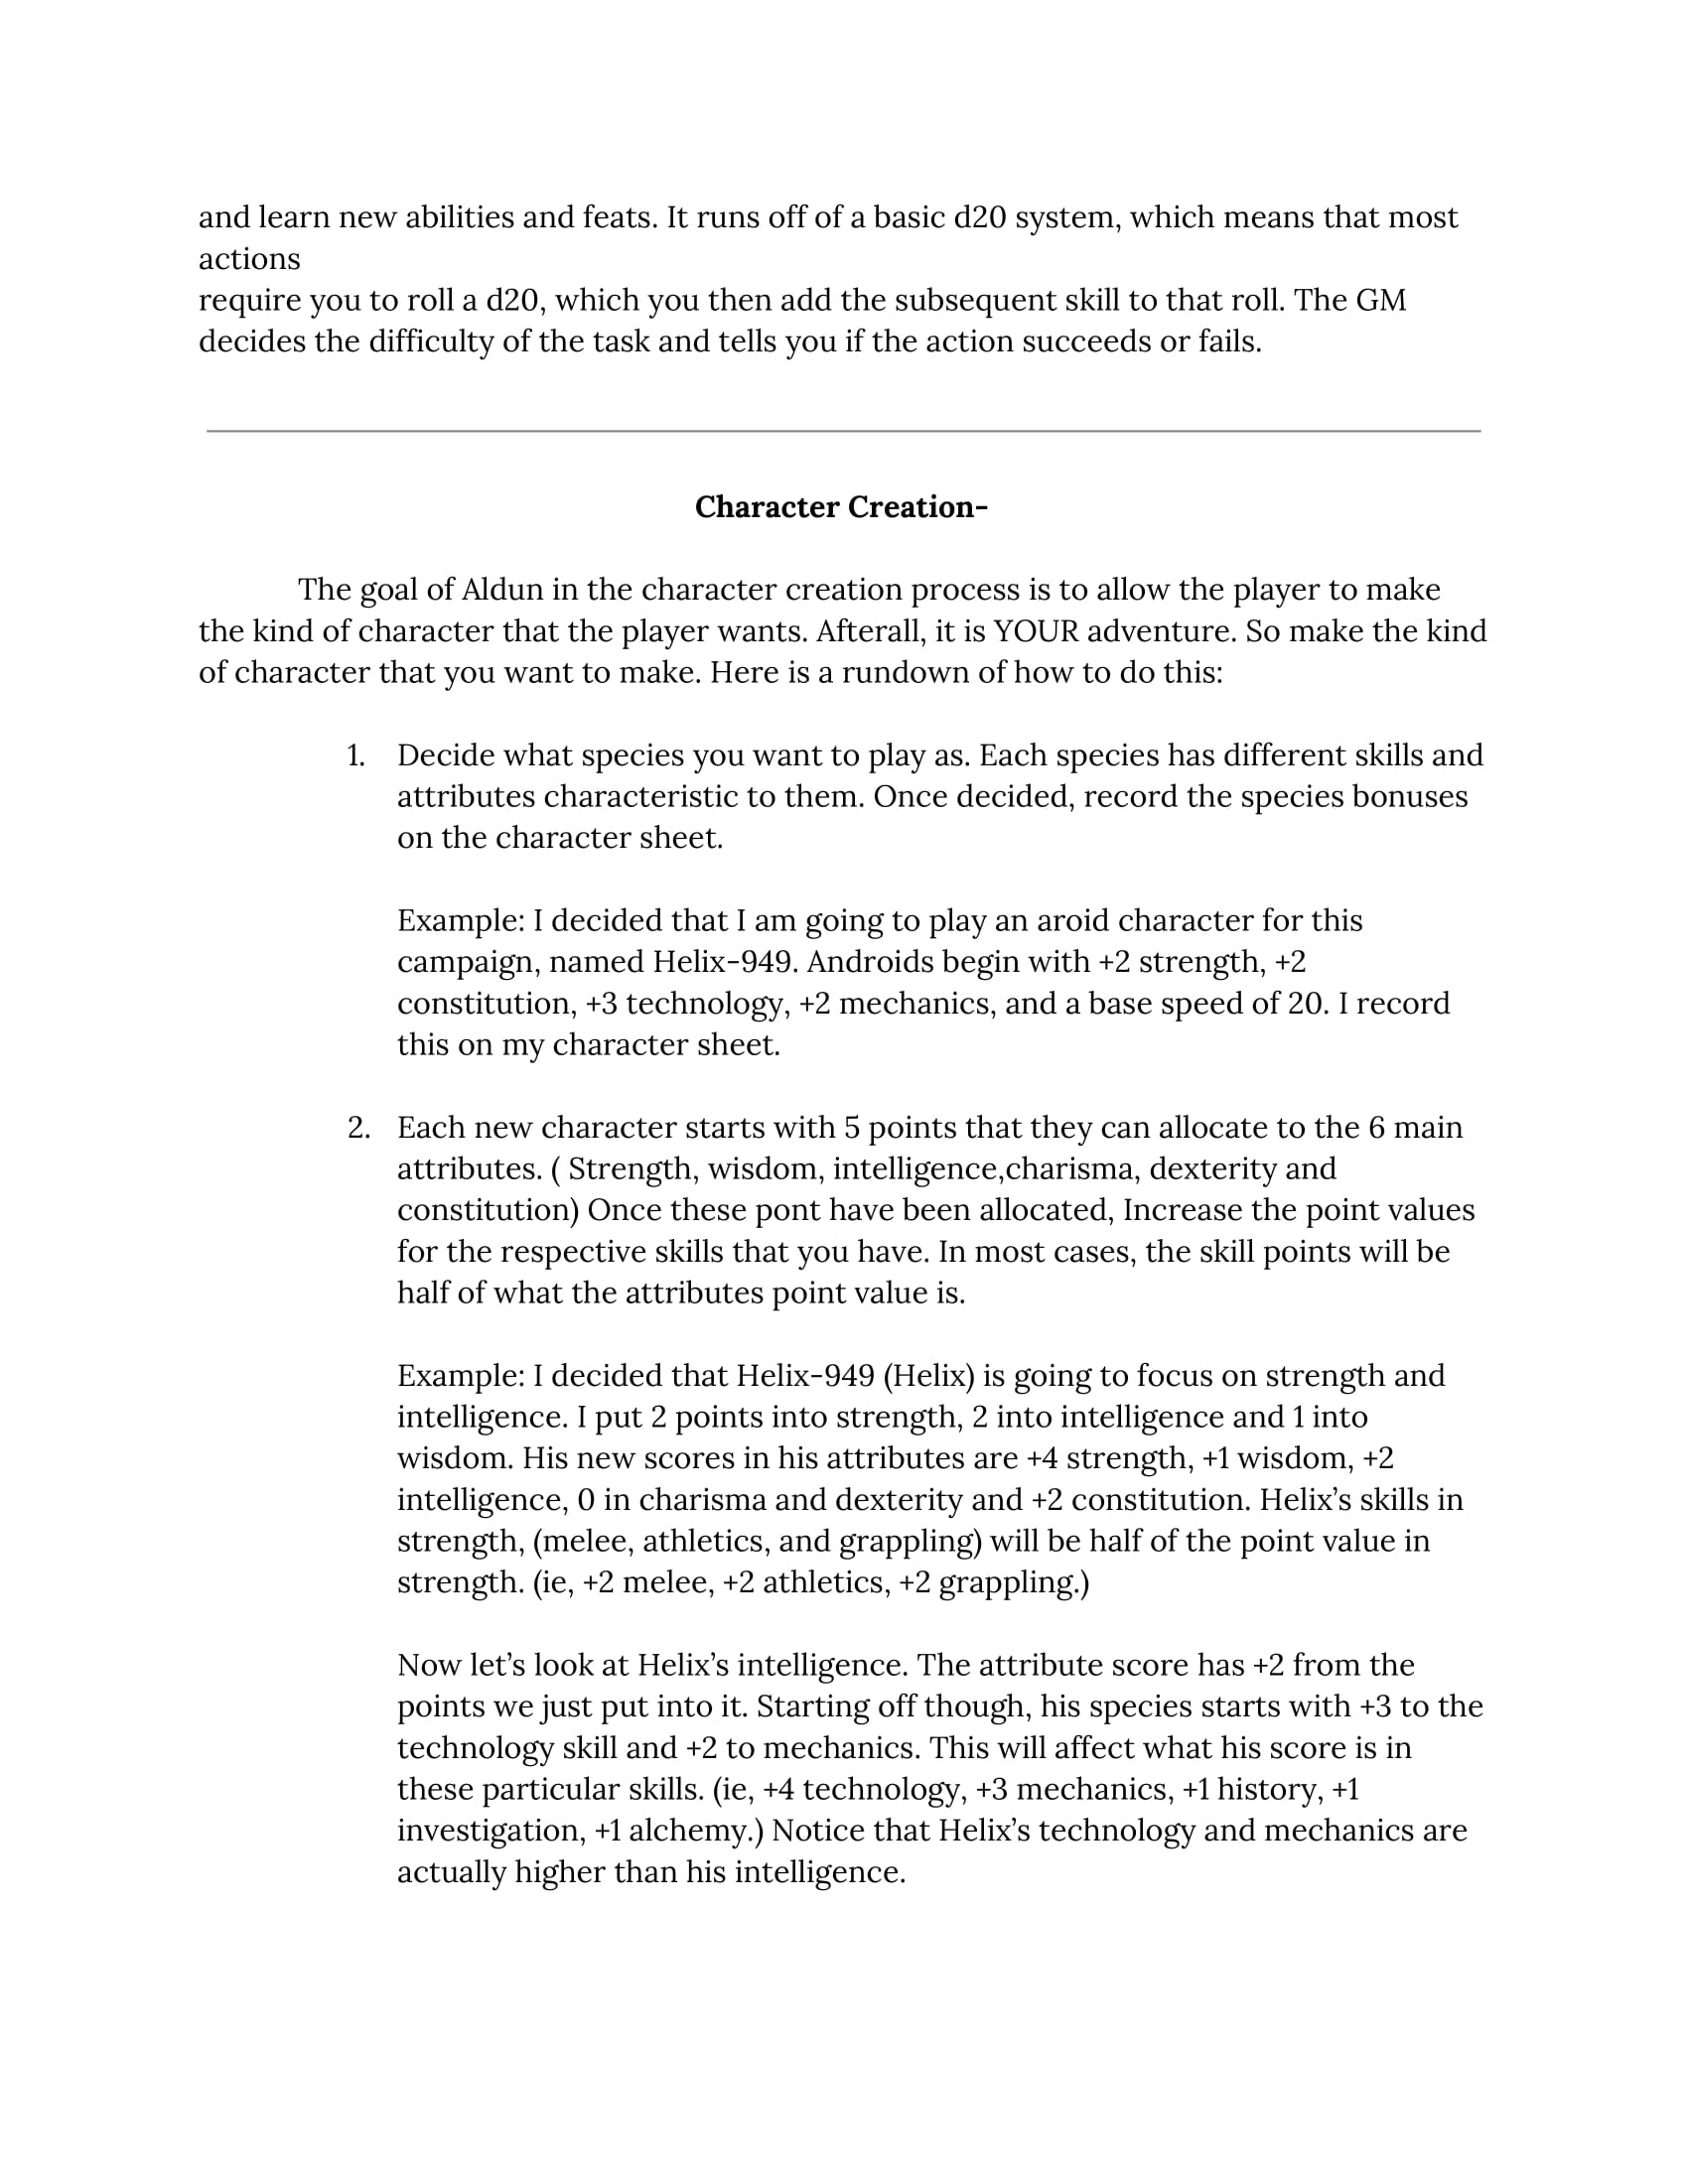 and learn new abilities and feats. It runs off of a basic d20 system, which means that most
actions
require you to roll a d20, which you then add the subsequent skill to that roll. The GM
decides the difficulty of the task and tells you if the action succeeds or fails.
Character Creation-
The goal of Aldun in the character creation process is to allow the player to make
the kind of character that the player wants. Afterall, it is YOUR adventure. So make the kind
of character that you want to make. Here is a rundown of how to do this:
1. Decide what species you want to play as. Each species has different skills and
attributes characteristic to them. Once decided, record the species bonuses
on the character sheet.
Example: I decided that I am going to play an aroid character for this
campaign, named Helix-949. Androids begin with +2 strength, +2
constitution, +3 technology, +2 mechanics, and a base speed of 20. I record
this on my character sheet.
2. Each new character starts with 5 points that they can allocate to the 6 main
attributes. ( Strength, wisdom, intelligence,charisma, dexterity and
constitution) Once these pont have been allocated, Increase the point values
for the respective skills that you have. In most cases, the skill points will be
half of what the attributes point value is.
Example: I decided that Helix-949 (Helix) is going to focus on strength and
intelligence. I put 2 points into strength, 2 into intelligence and 1 into
wisdom. His new scores in his attributes are +4 strength, +1 wisdom, +2
intelligence, 0 in charisma and dexterity and +2 constitution. Helix’s skills in
strength, (melee, athletics, and grappling) will be half of the point value in
strength. (ie, +2 melee, +2 athletics, +2 grappling.)
Now let’s look at Helix’s intelligence. The attribute score has +2 from the
points we just put into it. Starting off though, his species starts with +3 to the
technology skill and +2 to mechanics. This will affect what his score is in
these particular skills. (ie, +4 technology, +3 mechanics, +1 history, +1
investigation, +1 alchemy.) Notice that Helix’s technology and mechanics are
actually higher than his intelligence.